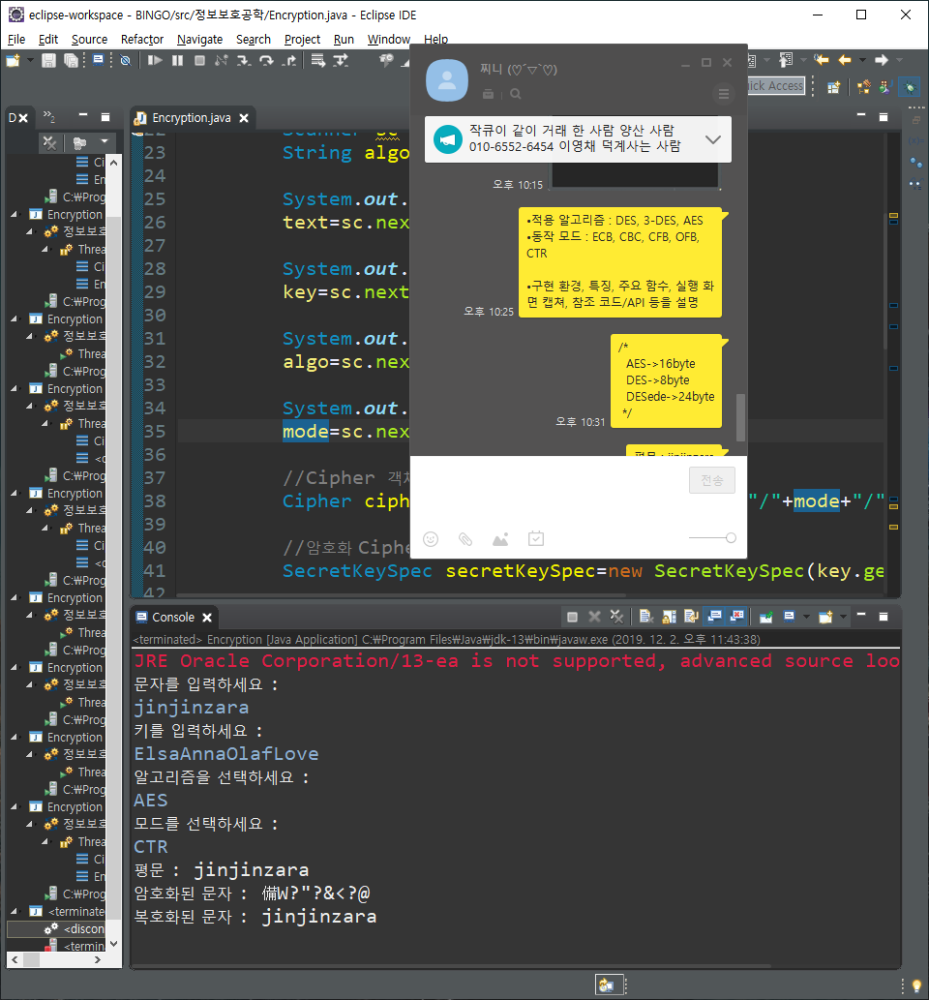 eclipse-workspace - BINGO/src/정보보호공학/Encryption.java - Eclipse IDE
File Edit Source Refactor Navigate Search Project Run Window Help
찌니 (♡´▽`♡)
Quick Access
D
Encryption.java
작큐이 같이 거래 한 사람 양산 사람
010-6552-6454 이영채 덕계사는 사람
오후 10:15
•적용 알고리즘 : DES, 3-DES, AES
•동작 모드 : ECB, CBC, CFB, OFB,
CTR
•구현 환경, 특징, 주요 함수, 실행 화
면 캡쳐, 참조 코드/API 등을 설명
오후 10:25
/*
AES->16byte
DES->8byte
DESede->24byte
*/
오후 10:31
평문 : jinjinzara
전송
22 Scanner sc
23 String algo
24
25 System.out.
26 text=sc.nex
27
28 System.out.
29 key=sc.next
30
31 System.out.
32 algo=sc.nex
33
34 System.out.
35 mode=sc.nex
36
37 //Cipher 객체
38 Cipher ciph "/"+mode+"/"
39
40 //암호화 Ciphe
41 SecretKeySpec secretKeySpec=new SecretKeySpec(key.ge
42
Ci
En
C:₩Prog
Encryption
정보보호
Threa
Ci
En
C:₩Prog
Encryption
정보보호
Threa
C:₩Prog
Encryption
정보보호
Threa
Ci
<c
C:₩Prog
Encryption
정보보호
Threa
Ci
<c
C:₩Prog
Encryption
정보보호
Threa
C:₩Prog
Encryption
정보보호
Threa
C:₩Prog
Encryption
정보보호
Threa
C:₩Prog
Encryption
정보보호
Threa
Ci
En
C:₩Prog
<terminate
<discon
<termin
Console
<terminated> Encryption [Java Application] C:₩Program Files₩Java₩jdk-13₩bin₩javaw.exe (2019. 12. 2. 오후 11:43:38)
JRE Oracle Corporation/13-ea is not supported, advanced source loo
문자를 입력하세요 :
jinjinzara
키를 입력하세요 :
ElsaAnnaOlafLove
알고리즘을 선택하세요 :
AES
모드를 선택하세요 :
CTR
평문 : jinjinzara
암호화된 문자 : 備W?"?&<?@
복호화된 문자 : jinjinzara